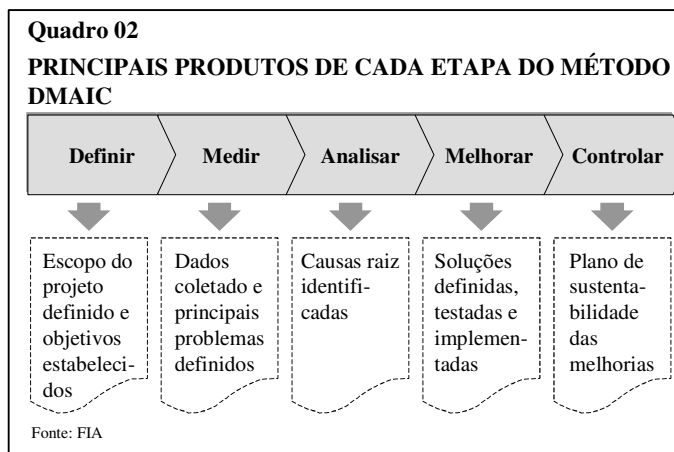 Quadro 02
PRINCIPAIS PRODUTOS DE CADA ETAPA DO MÉTODO
DMAIC
Definir
Medir
Analisar
Melhorar
Controlar
Escopo do
projeto
definido e
objetivos
estabeleci-
dos
Dados
coletado e
principais
problemas
definidos
Causas raiz
identifi-
cadas
Soluções
definidas,
testadas e
implemen-
tadas
Plano de
sustenta-
bilidade
das
melhorias
Fonte: FIA